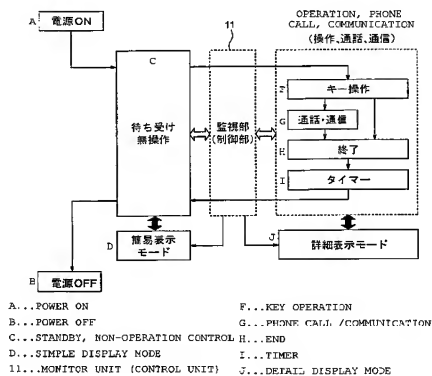 11
OPERATION, PHONE
CALL, COMMUNICATION
(操作、通話、通信)
A
電源ON
C
待ち受け
無操作
監視部
(制御部)
F
キー操作
G
通話・通信
H
終了
I
タイマー
D
簡易表示
モード
J
詳細表示モード
B
電源OFF
A...POWER ON
B...POWER OFF
C...STANDBY, NON-OPERATION CONTROL
D...SIMPLE DISPLAY MODE
11...MONITOR UNIT (CONTROL UNIT)
F...KEY OPERATION
G...PHONE CALL /COMMUNICATION
H...END
I...TIMER
J...DETAIL DISPLAY MODE